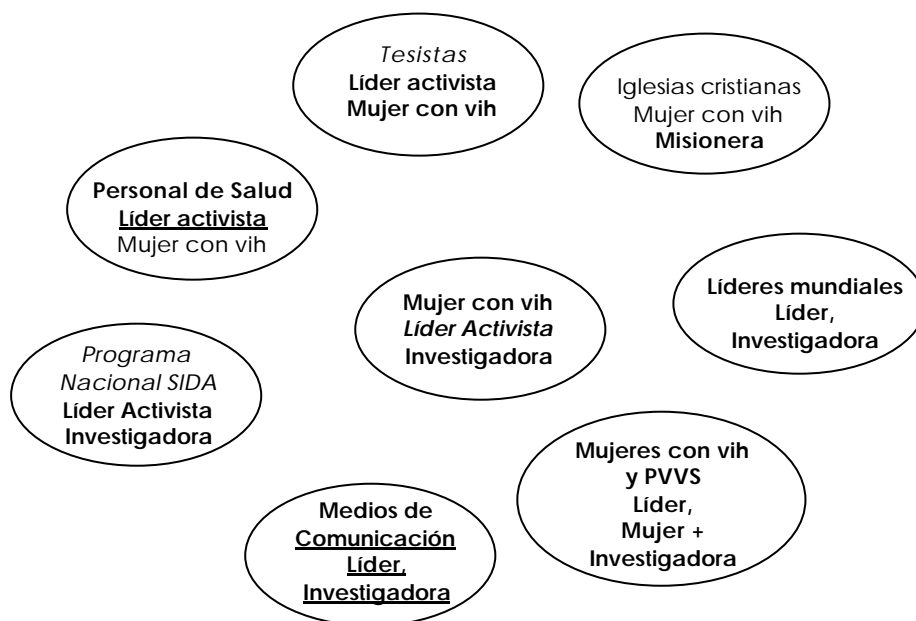 Tesistas
Líder activista
Mujer con vih
Iglesias cristianas
Mujer con vih
Misionera
Personal de Salud
Líder activista
Mujer con vih
Mujer con vih
Líder Activista
Investigadora
Líderes mundiales
Líder,
Investigadora
Programa
Nacional SIDA
Líder Activista
Investigadora
Mujeres con vih
y PVVS
Líder,
Mujer +
Investigadora
Medios de
Comunicación
Líder,
Investigadora